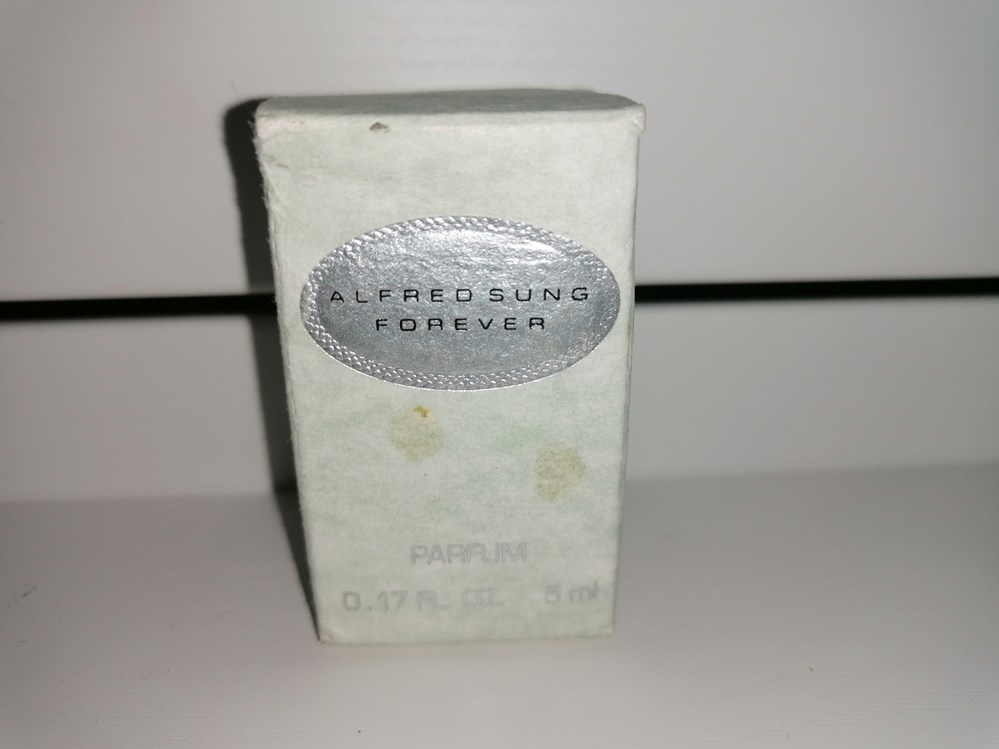 ALFRED SUNG
FOREVER
PARFUM
0.17 FL. OZ. 5 ml